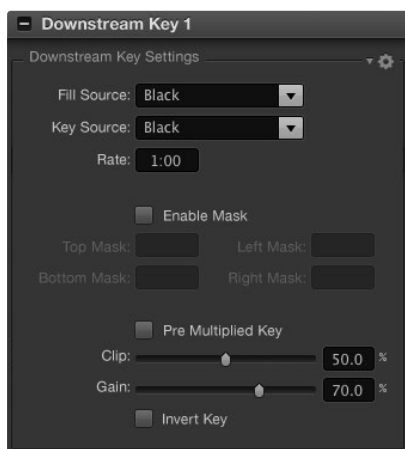 Downstream Key 1
Downstream Key Settings
Fill Source: Black
Key Source: Black
Rate: 1:00
Enable Mask
Top Mask: Left Mask:
Bottom Mask: Right Mask:
Pre Multiplied Key
Clip: 50.0 %
Gain: 70.0 %
Invert Key